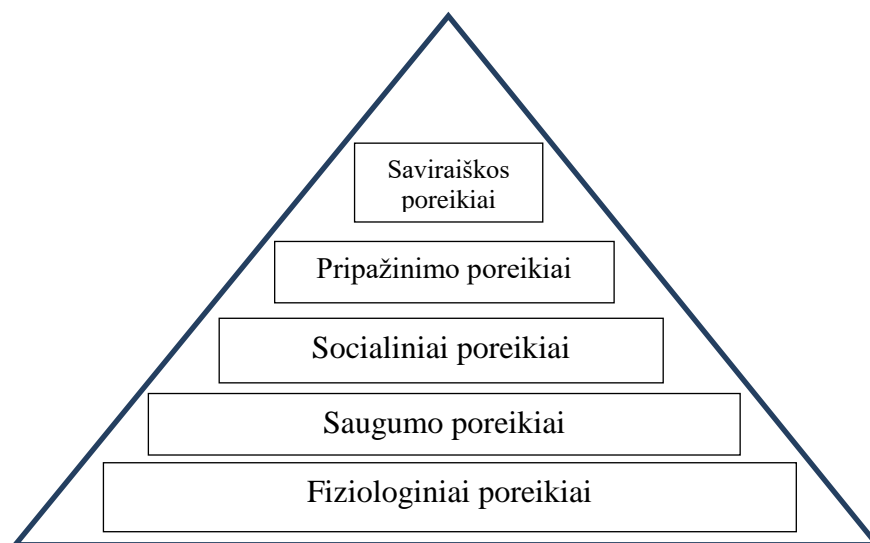 Saviraiškos
poreikiai
Pripažinimo poreikiai
Socialiniai poreikiai
Saugumo poreikiai
Fiziologiniai poreikiai